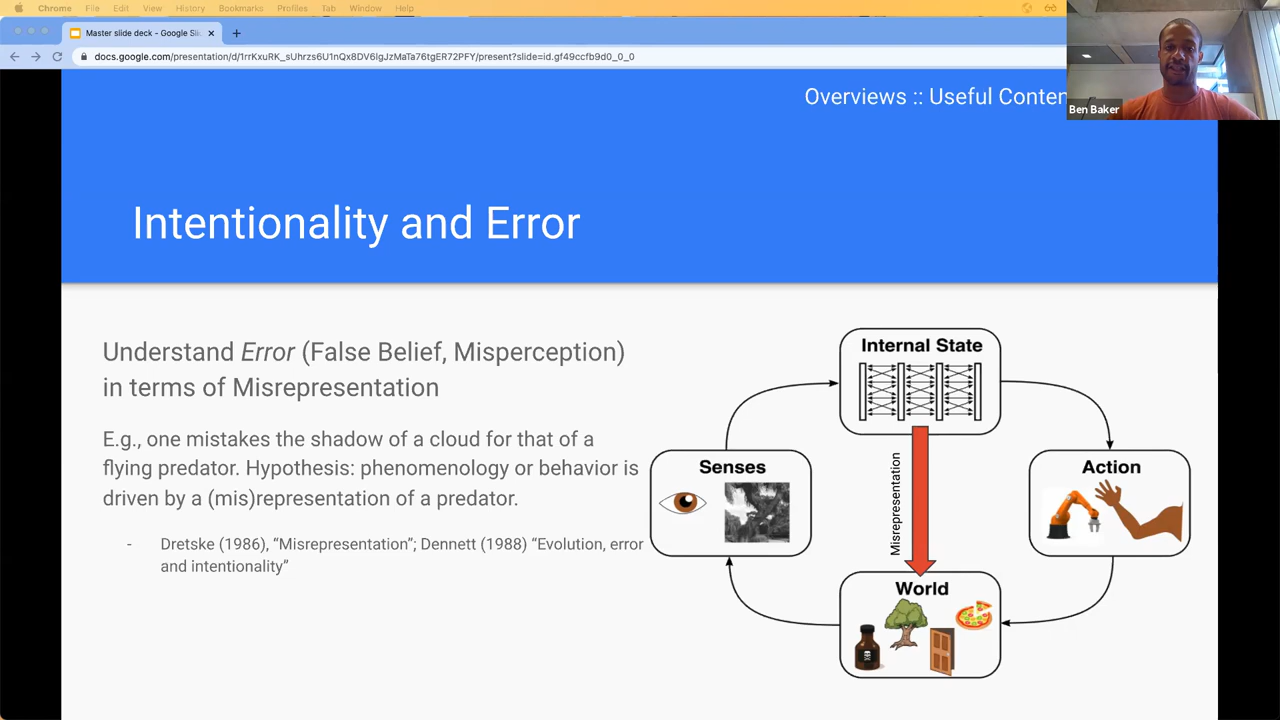 Chrome File Edit View History Bookmarks Profiles Tab Window Help
Master slide deck - Google Sli
docs.google.com/presentation/d/1rrKxuRK_sUhrzs6U1nQx8DV6lgJzMaTa76tgER72PFY/present?slide=id.gf49ccfb9d0_0_0
Overviews :: Useful Conten
Ben Baker
Intentionality and Error
Understand Error (False Belief, Misperception)
in terms of Misrepresentation
E.g., one mistakes the shadow of a cloud for that of a
flying predator. Hypothesis: phenomenology or behavior is
driven by a (mis)representation of a predator.
- Dretske (1986), “Misrepresentation”; Dennett (1988) “Evolution, error
and intentionality”
Internal State
Senses
Misrepresentation
Action
World